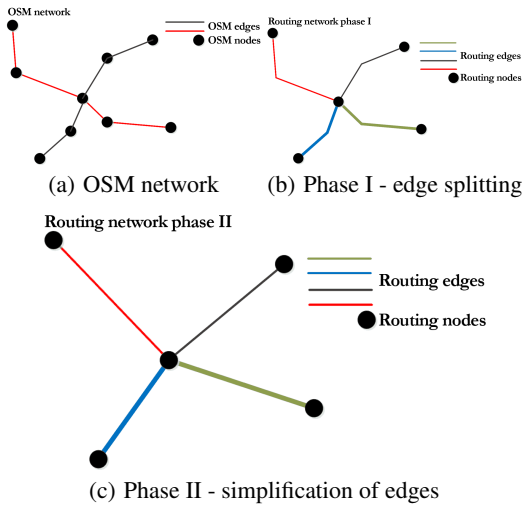 OSM network
OSM edges
OSM nodes
(a) OSM network
Routing network phase I
Routing edges
Routing nodes
(b) Phase I - edge splitting
Routing network phase II
Routing edges
Routing nodes
(c) Phase II - simplification of edges